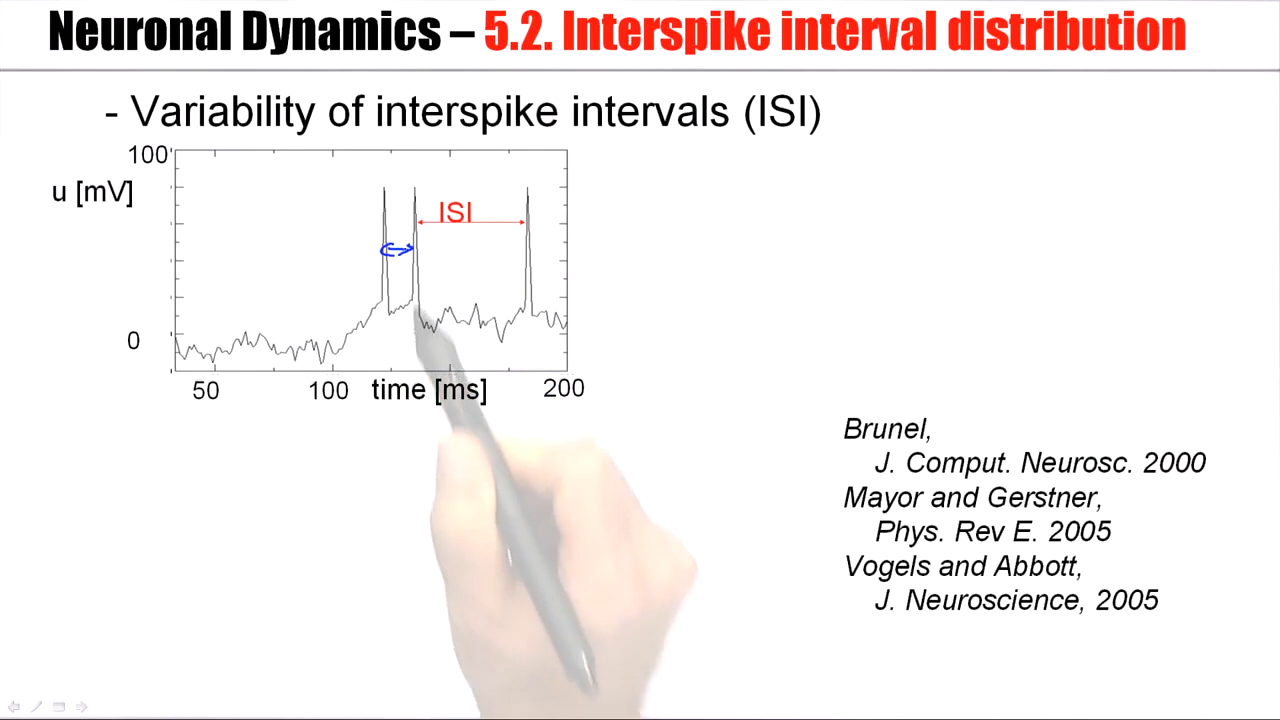 Neuronal Dynamics – 5.2. Interspike interval distribution
- Variability of interspike intervals (ISI)
100
u [mV]
ISI
0
50 100 time [ms] 200
Brunel,
J. Comput. Neurosc. 2000
Mayor and Gerstner,
Phys. Rev E. 2005
Vogels and Abbott,
J. Neuroscience, 2005